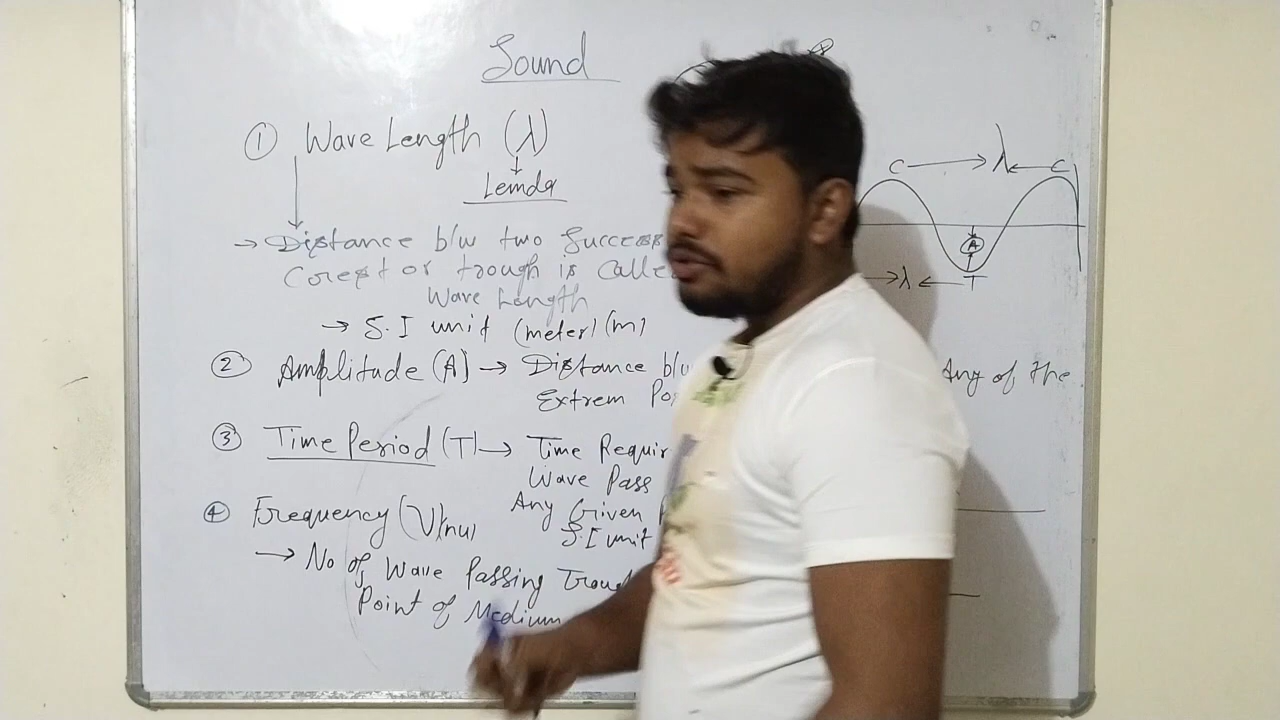 Sound
① Wave Length (λ)
Lemda
→ Distance b/w two Success
Corest or trough is Calle
Wave Length
→ S.I unit (meter) (m)
② Amplitude (A) → Distance b/w
Any of the
Extrem Pos
③ Time Period (T) → Time Requir
Wave Pass
Any Given
S.I unit
④ Frequency (ν)(nu)
→ No of Wave Passing Troug
Point of Medium
C → λ ← C
A
→ λ ← T